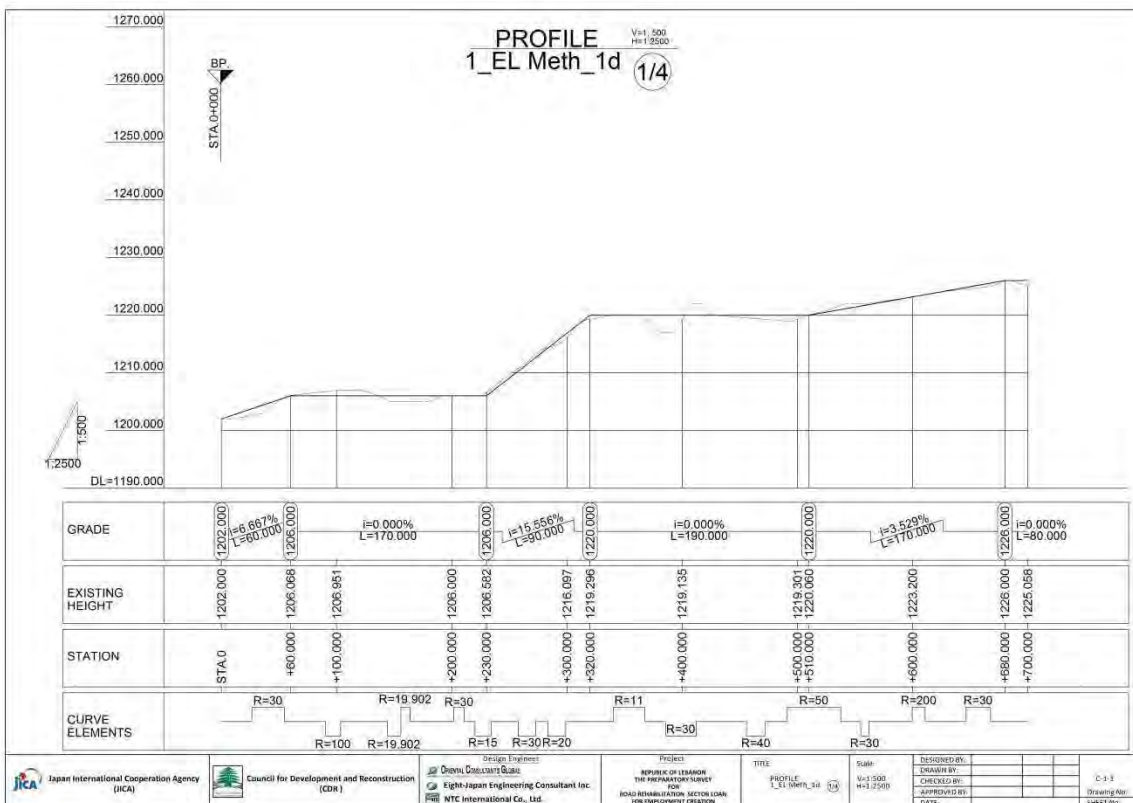 PROFILE
V=1:500
H=1:2500
1_EL Meth_1d
1/4
1270.000
1260.000
1250.000
1240.000
1230.000
1220.000
1210.000
1200.000
DL=1190.000
BP.
STA.0+000
1:500
1:2500
GRADE
1202.000
i=6.667%
L=60.000
1206.000
i=0.000%
L=170.000
1206.000
i=15.556%
L=90.000
1220.000
i=0.000%
L=190.000
1220.000
i=3.529%
L=170.000
1226.000
i=0.000%
L=80.000
EXISTING
HEIGHT
1202.000
1206.068
1206.951
1206.000
1206.582
1216.097
1219.296
1219.135
1219.301
1220.060
1223.200
1226.000
1225.058
STATION
STA.0
+60.000
+100.000
+200.000
+230.000
+300.000
+320.000
+400.000
+500.000
+510.000
+600.000
+680.000
+700.000
CURVE
ELEMENTS
R=30
R=100
R=19.902
R=19.902
R=30
R=15
R=30
R=20
R=11
R=30
R=40
R=50
R=30
R=200
R=30
JICA
Japan International Cooperation Agency
(JICA)
Council for Development and Reconstruction
(CDR)
Design Engineer
ORIENTAL CONSULTANTS GLOBAL
Eight-Japan Engineering Consultant Inc.
NTC International Co., Ltd.
Project
REPUBLIC OF LEBANON
THE PREPARATORY SURVEY
FOR
ROAD REHABILITATION SECTOR LOAN
FOR EMPLOYMENT CREATION
TITLE
PROFILE
1_EL Meth_1d 1/4
Scale
V=1:500
H=1:2500
DESIGNED BY:
DRAWN BY:
CHECKED BY:
APPROVED BY:
DATE:
Drawing No.
SHEET No.